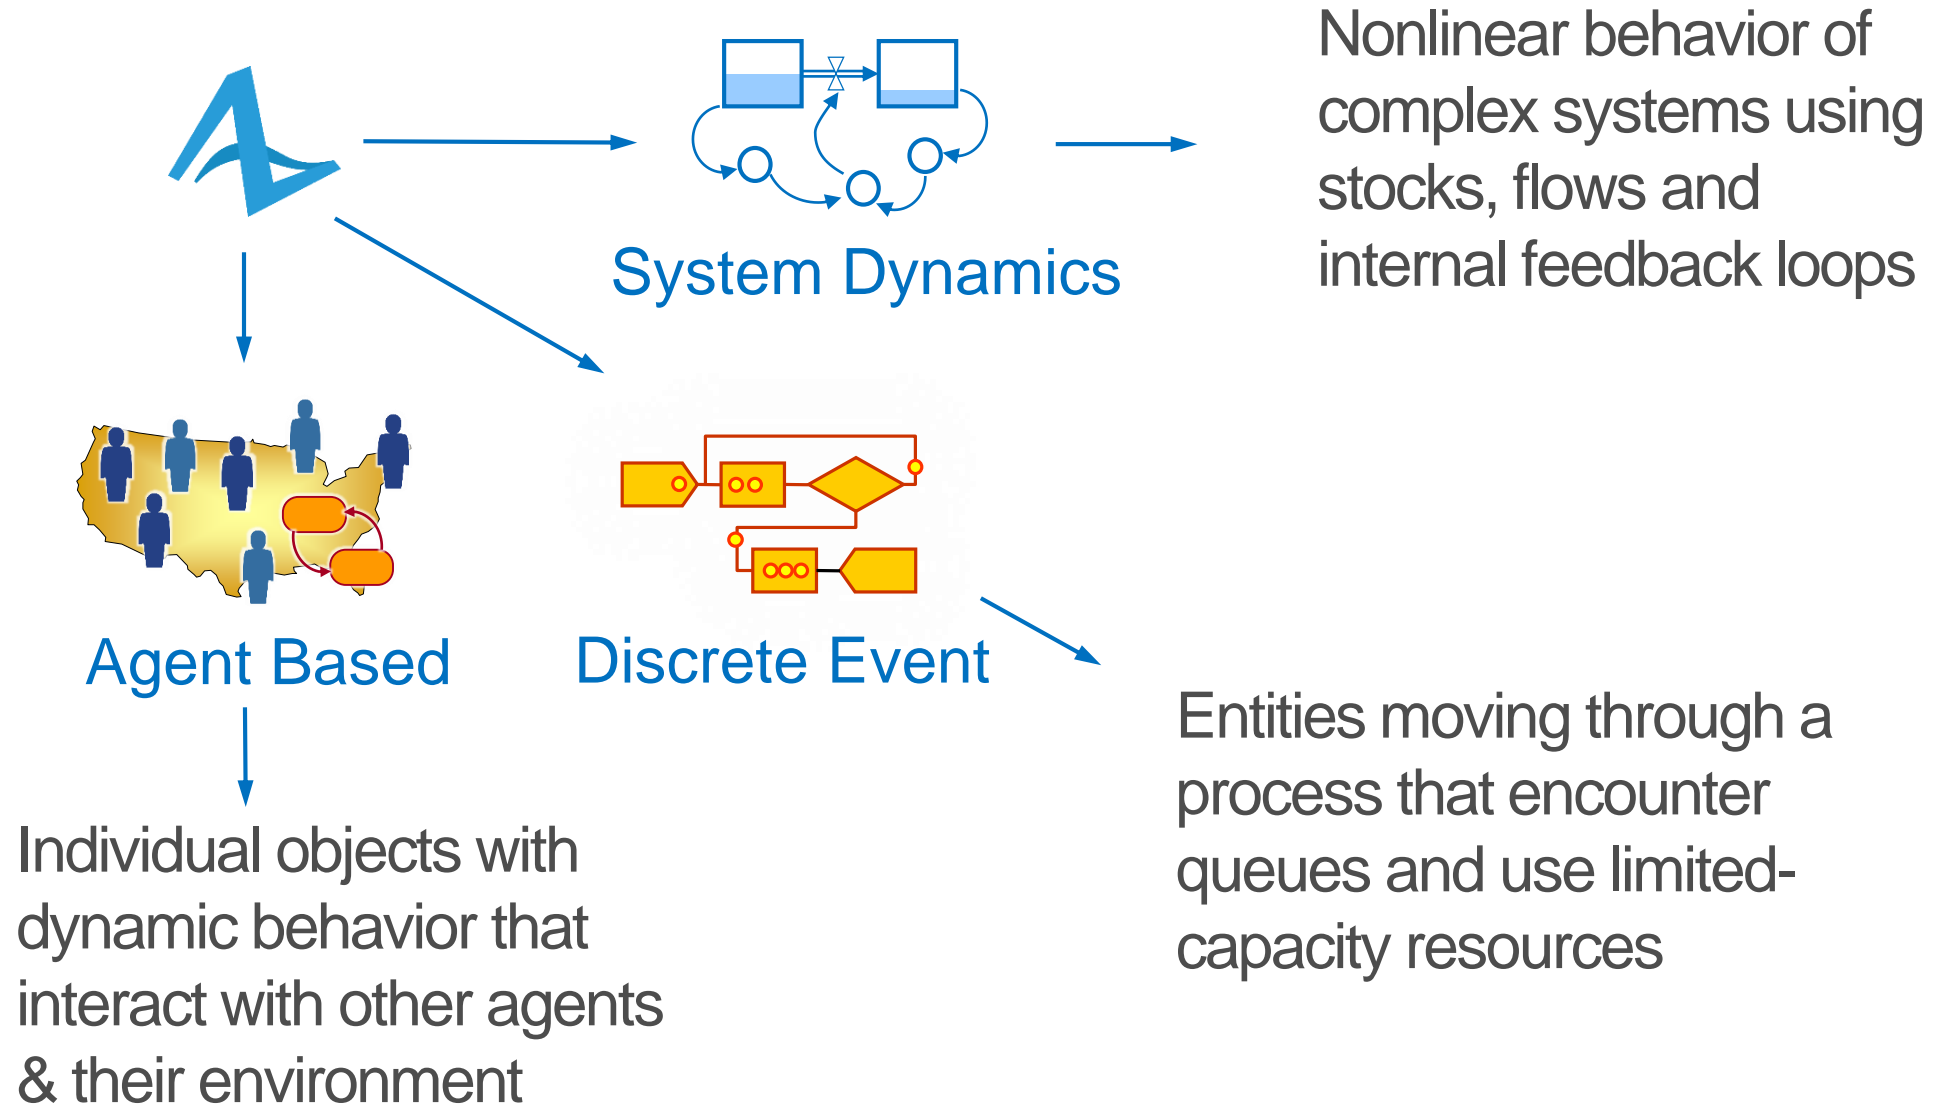 Nonlinear behavior of
complex systems using
stocks, flows and
internal feedback loops
System Dynamics
Agent Based
Discrete Event
Entities moving through a
process that encounter
queues and use limited-
capacity resources
Individual objects with
dynamic behavior that
interact with other agents
& their environment